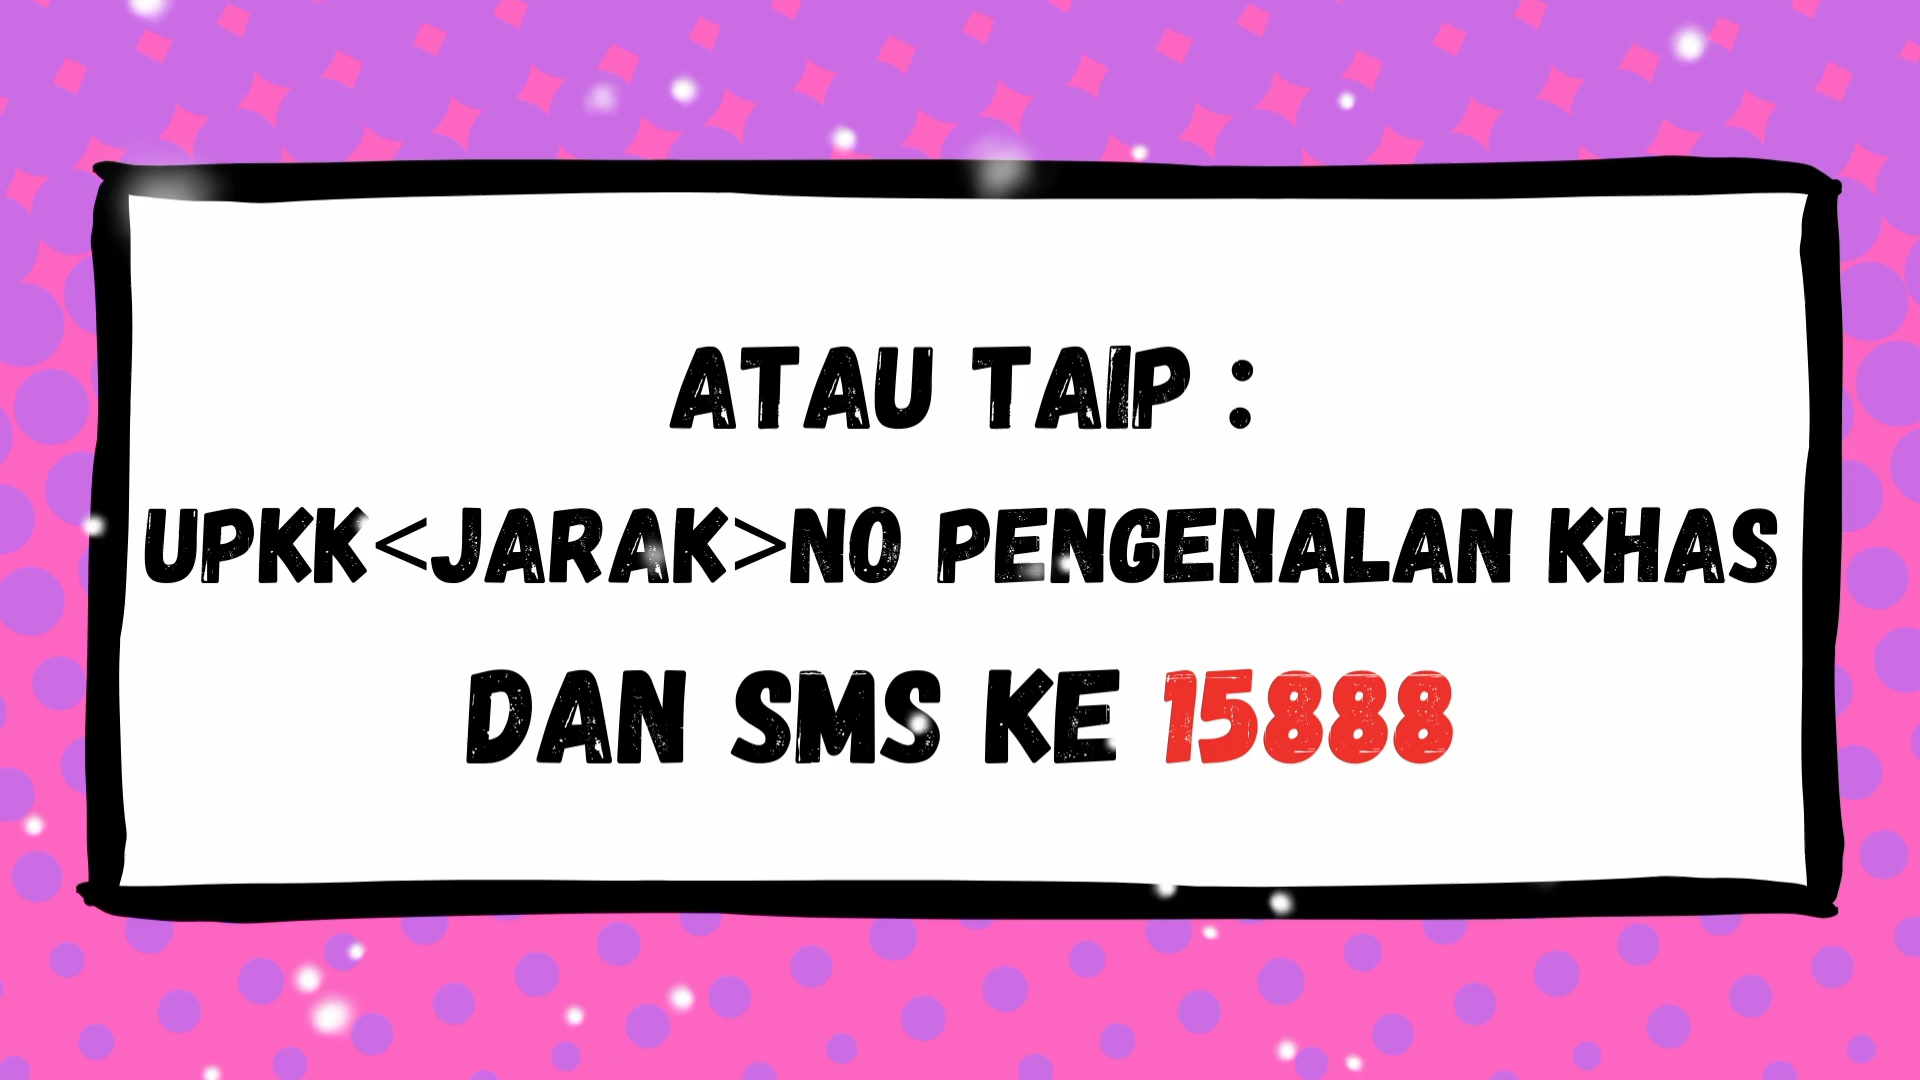 ATAU TAIP :
UPKK<JARAK>NO PENGENALAN KHAS
DAN SMS KE 15888